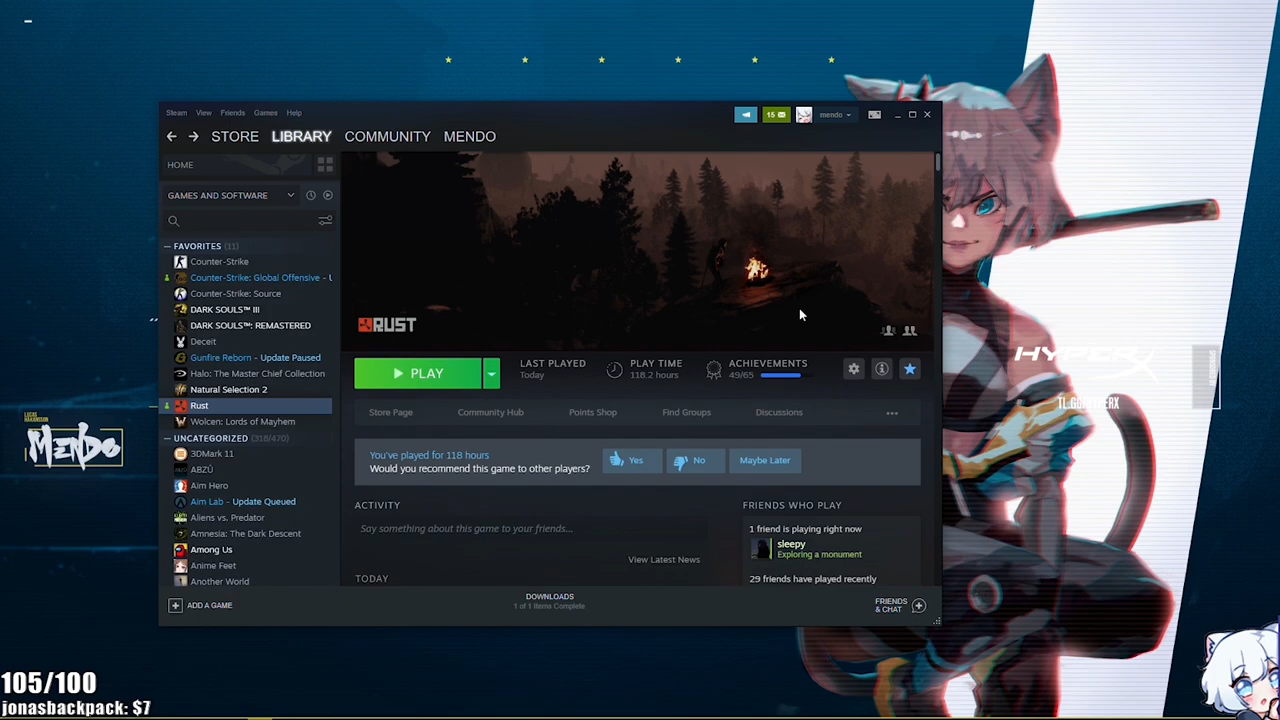 Steam View Friends Games Help
15
mendo
STORE LIBRARY COMMUNITY MENDO
HOME
GAMES AND SOFTWARE
FAVORITES (11)
Counter-Strike
Counter-Strike: Global Offensive - U
Counter-Strike: Source
DARK SOULS™ III
DARK SOULS™: REMASTERED
Deceit
Gunfire Reborn - Update Paused
Halo: The Master Chief Collection
Natural Selection 2
Rust
Wolcen: Lords of Mayhem
UNCATEGORIZED (318/470)
3DMark 11
ABZÛ
Aim Hero
Aim Lab - Update Queued
Aliens vs. Predator
Amnesia: The Dark Descent
Among Us
Anime Feet
Another World
ADD A GAME
RUST
PLAY
LAST PLAYED
Today
PLAY TIME
118.2 hours
ACHIEVEMENTS
49/65
Store Page Community Hub Points Shop Find Groups Discussions
You've played for 118 hours
Would you recommend this game to other players?
Yes No Maybe Later
ACTIVITY
Say something about this game to your friends...
View Latest News
TODAY
FRIENDS WHO PLAY
1 friend is playing right now
sleepy
Exploring a monument
29 friends have played recently
DOWNLOADS
1 of 1 Items Complete
FRIENDS
& CHAT
HYPERX
LUCAS
HÅKANSSON
MENDO
105/100
jonasbackpack: $7